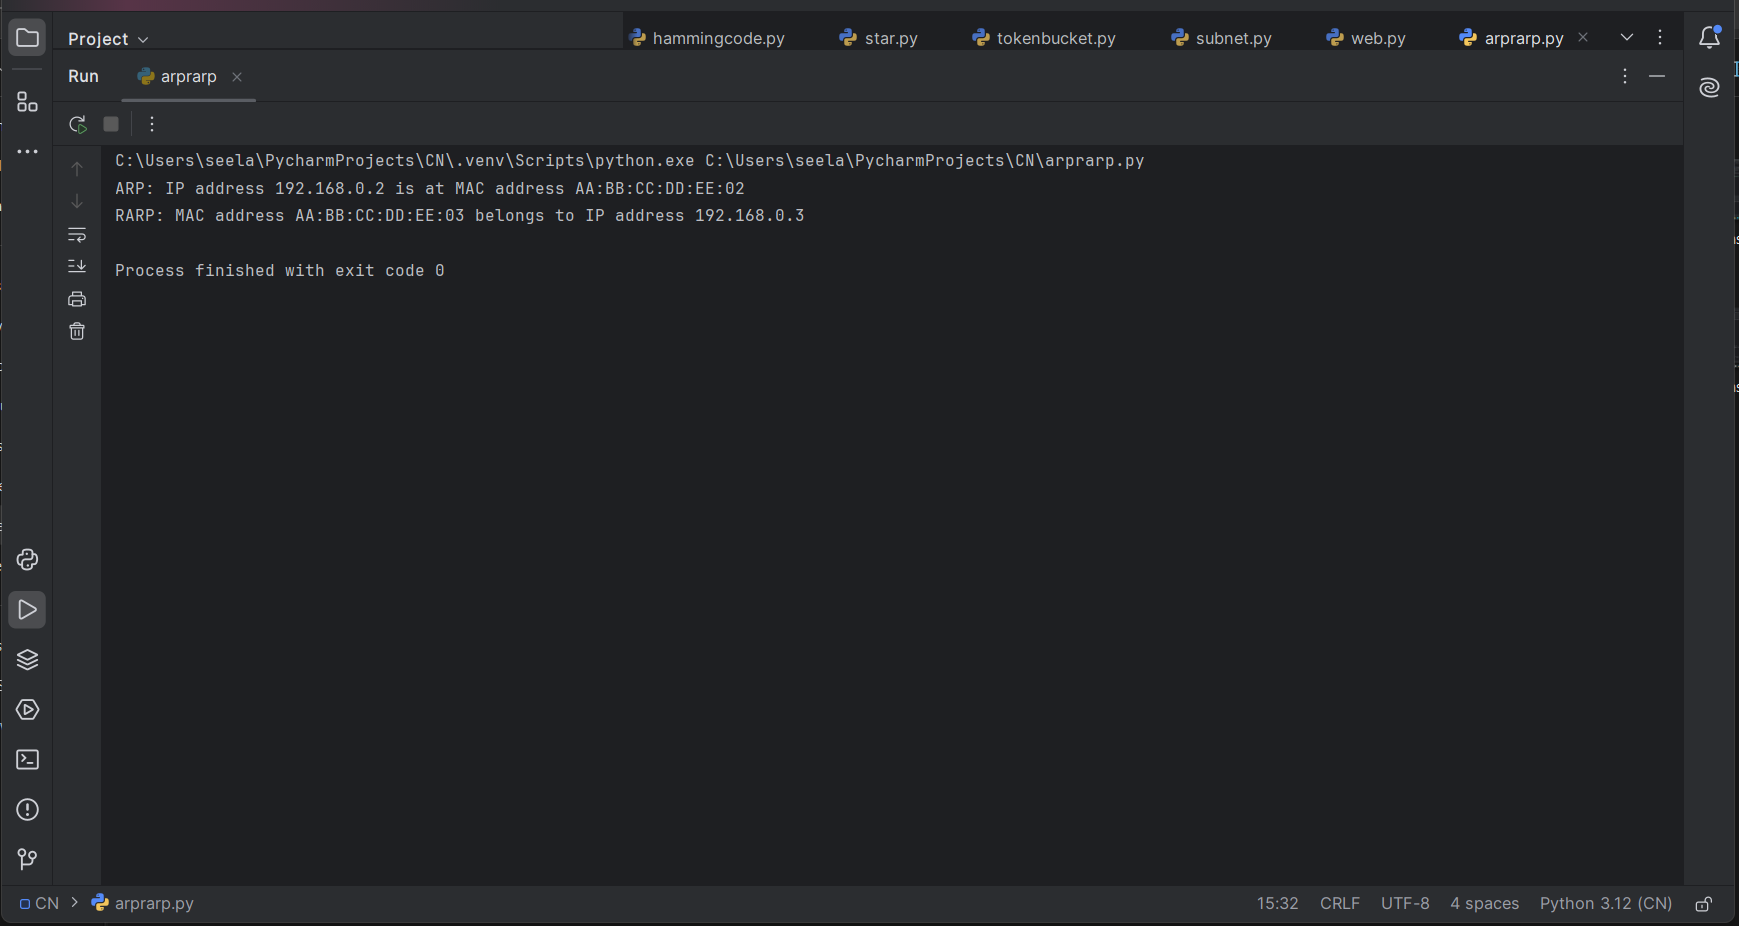 Project
hammingcode.py star.py tokenbucket.py subnet.py web.py arprarp.py
Run arprarp
C:\Users\seela\PycharmProjects\CN\.venv\Scripts\python.exe C:\Users\seela\PycharmProjects\CN\arprarp.py
ARP: IP address 192.168.0.2 is at MAC address AA:BB:CC:DD:EE:02
RARP: MAC address AA:BB:CC:DD:EE:03 belongs to IP address 192.168.0.3
Process finished with exit code 0
CN > arprarp.py 15:32 CRLF UTF-8 4 spaces Python 3.12 (CN)